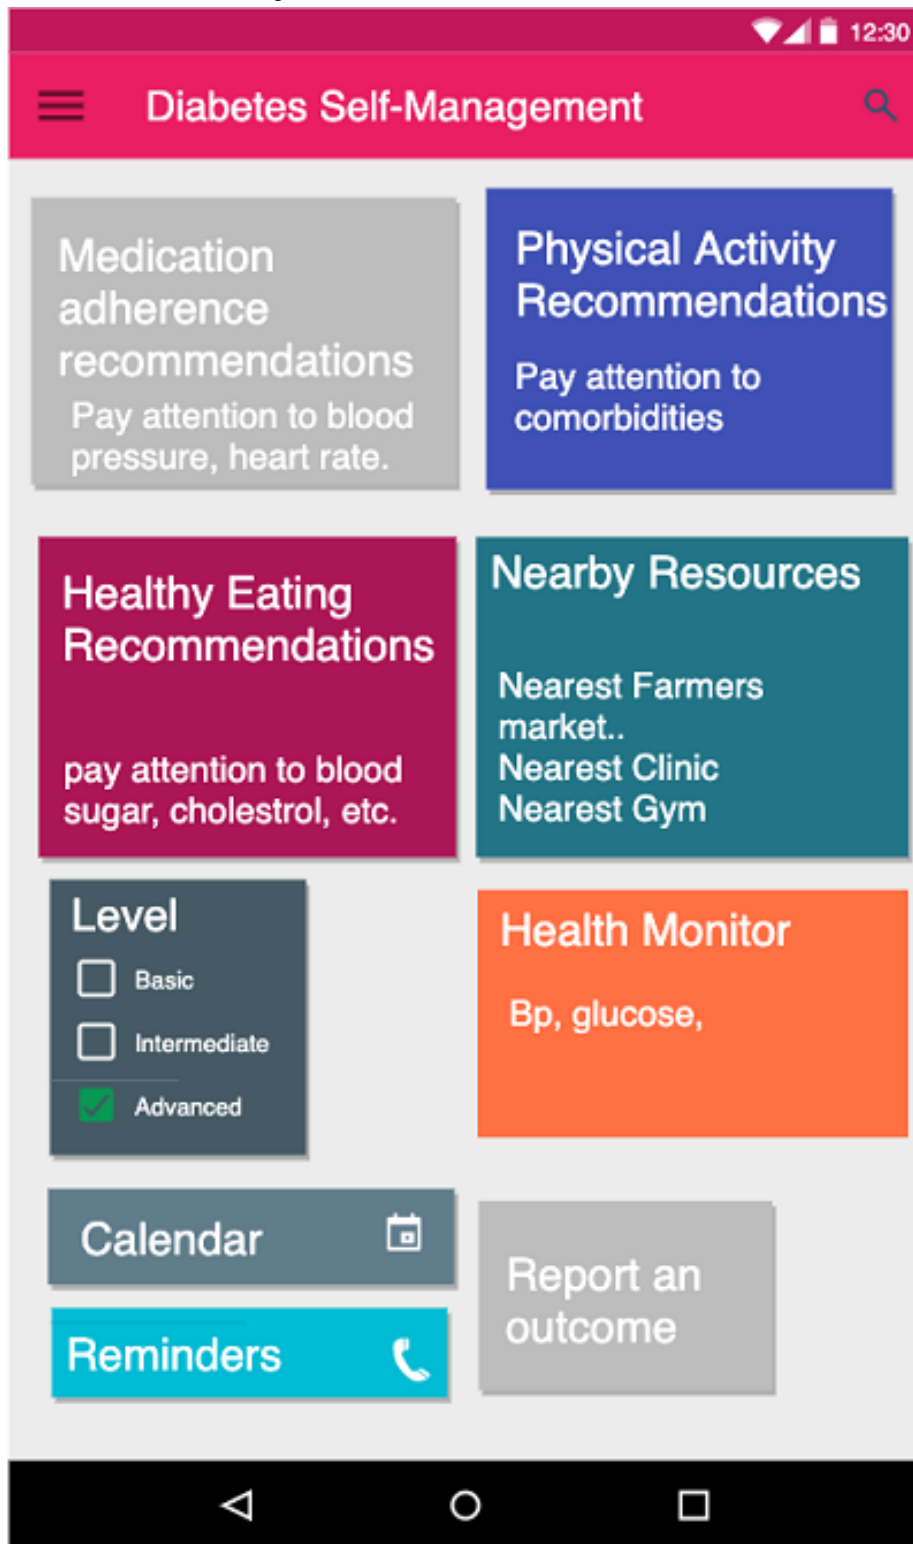 12:30
Diabetes Self-Management
Medication
adherence
recommendations
Pay attention to blood
pressure, heart rate.
Physical Activity
Recommendations
Pay attention to
comorbidities
Healthy Eating
Recommendations
pay attention to blood
sugar, cholestrol, etc.
Nearby Resources
Nearest Farmers
market..
Nearest Clinic
Nearest Gym
Level
Basic
Intermediate
Advanced
Health Monitor
Bp, glucose,
Calendar
Reminders
Report an
outcome